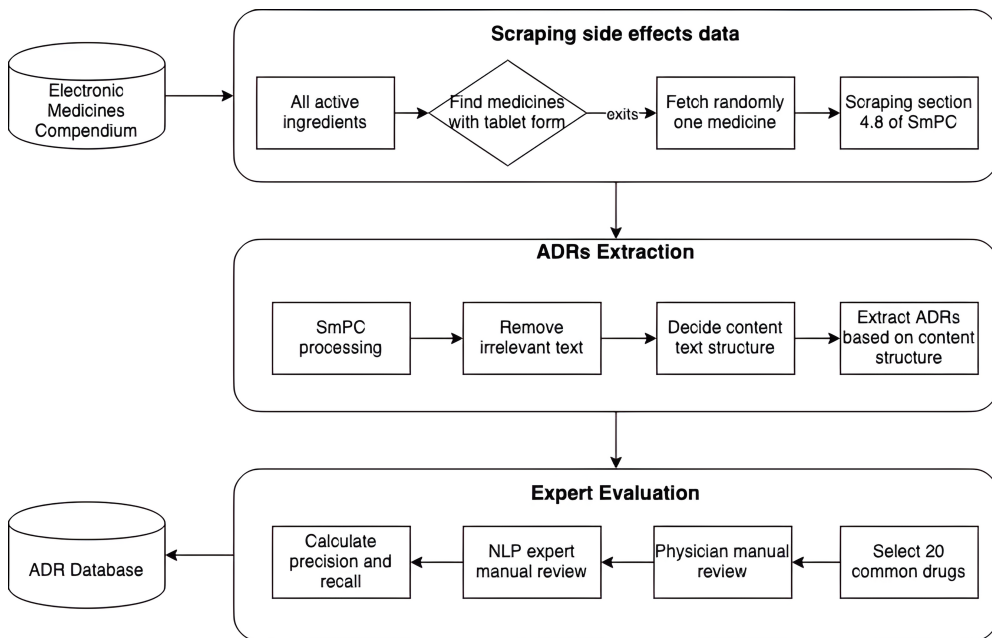 Scraping side effects data
Electronic
Medicines
Compendium
All active
ingredients
Find medicines
with tablet form
exits
Fetch randomly
one medicine
Scraping section
4.8 of SmPC
ADRs Extraction
SmPC
processing
Remove
irrelevant text
Decide content
text structure
Extract ADRs
based on content
structure
Expert Evaluation
ADR Database
Calculate
precision and
recall
NLP expert
manual review
Physician manual
review
Select 20
common drugs